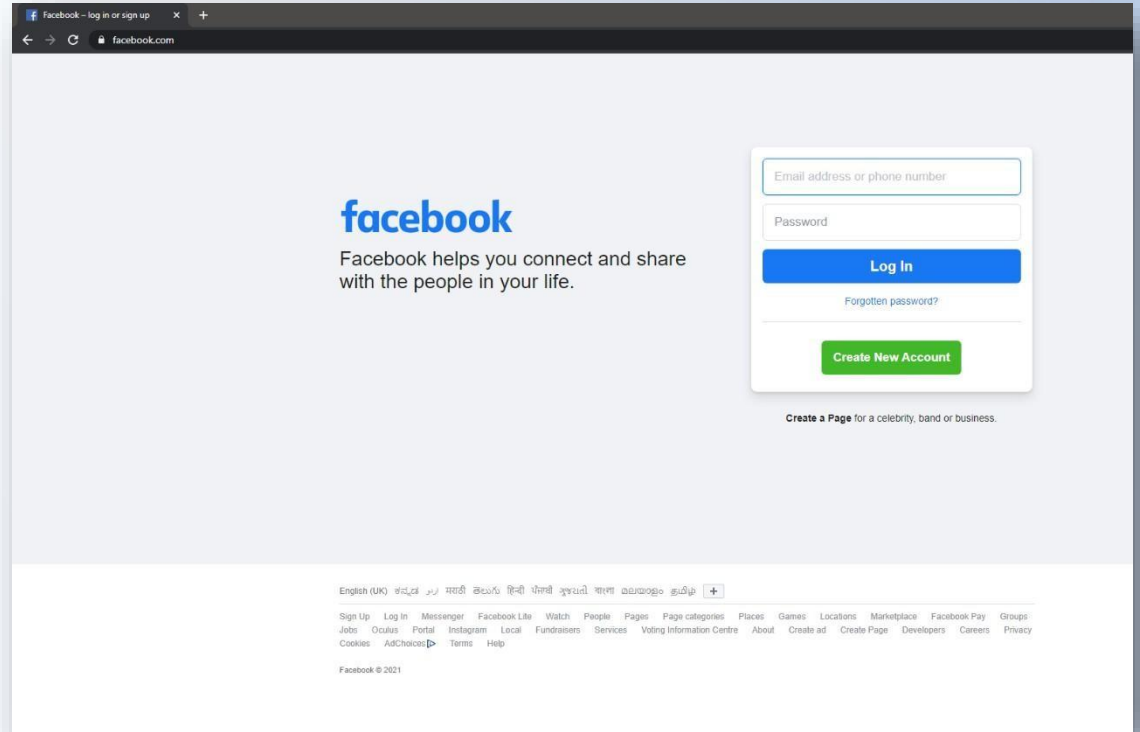 Facebook – log in or sign up
facebook.com
facebook
Facebook helps you connect and share
with the people in your life.
Email address or phone number
Password
Log In
Forgotten password?
Create New Account
Create a Page for a celebrity, band or business.
English (UK) ಕನ್ನಡ اردو मराठी తెలుగు हिन्दी ਪੰਜਾਬੀ ગુજરાતી বাংলা മലയാളം தமிழ் +
Sign Up Log In Messenger Facebook Lite Watch People Pages Page categories Places Games Locations Marketplace Facebook Pay Groups
Jobs Oculus Portal Instagram Local Fundraisers Services Voting Information Centre About Create ad Create Page Developers Careers Privacy
Cookies AdChoices Terms Help
Facebook © 2021